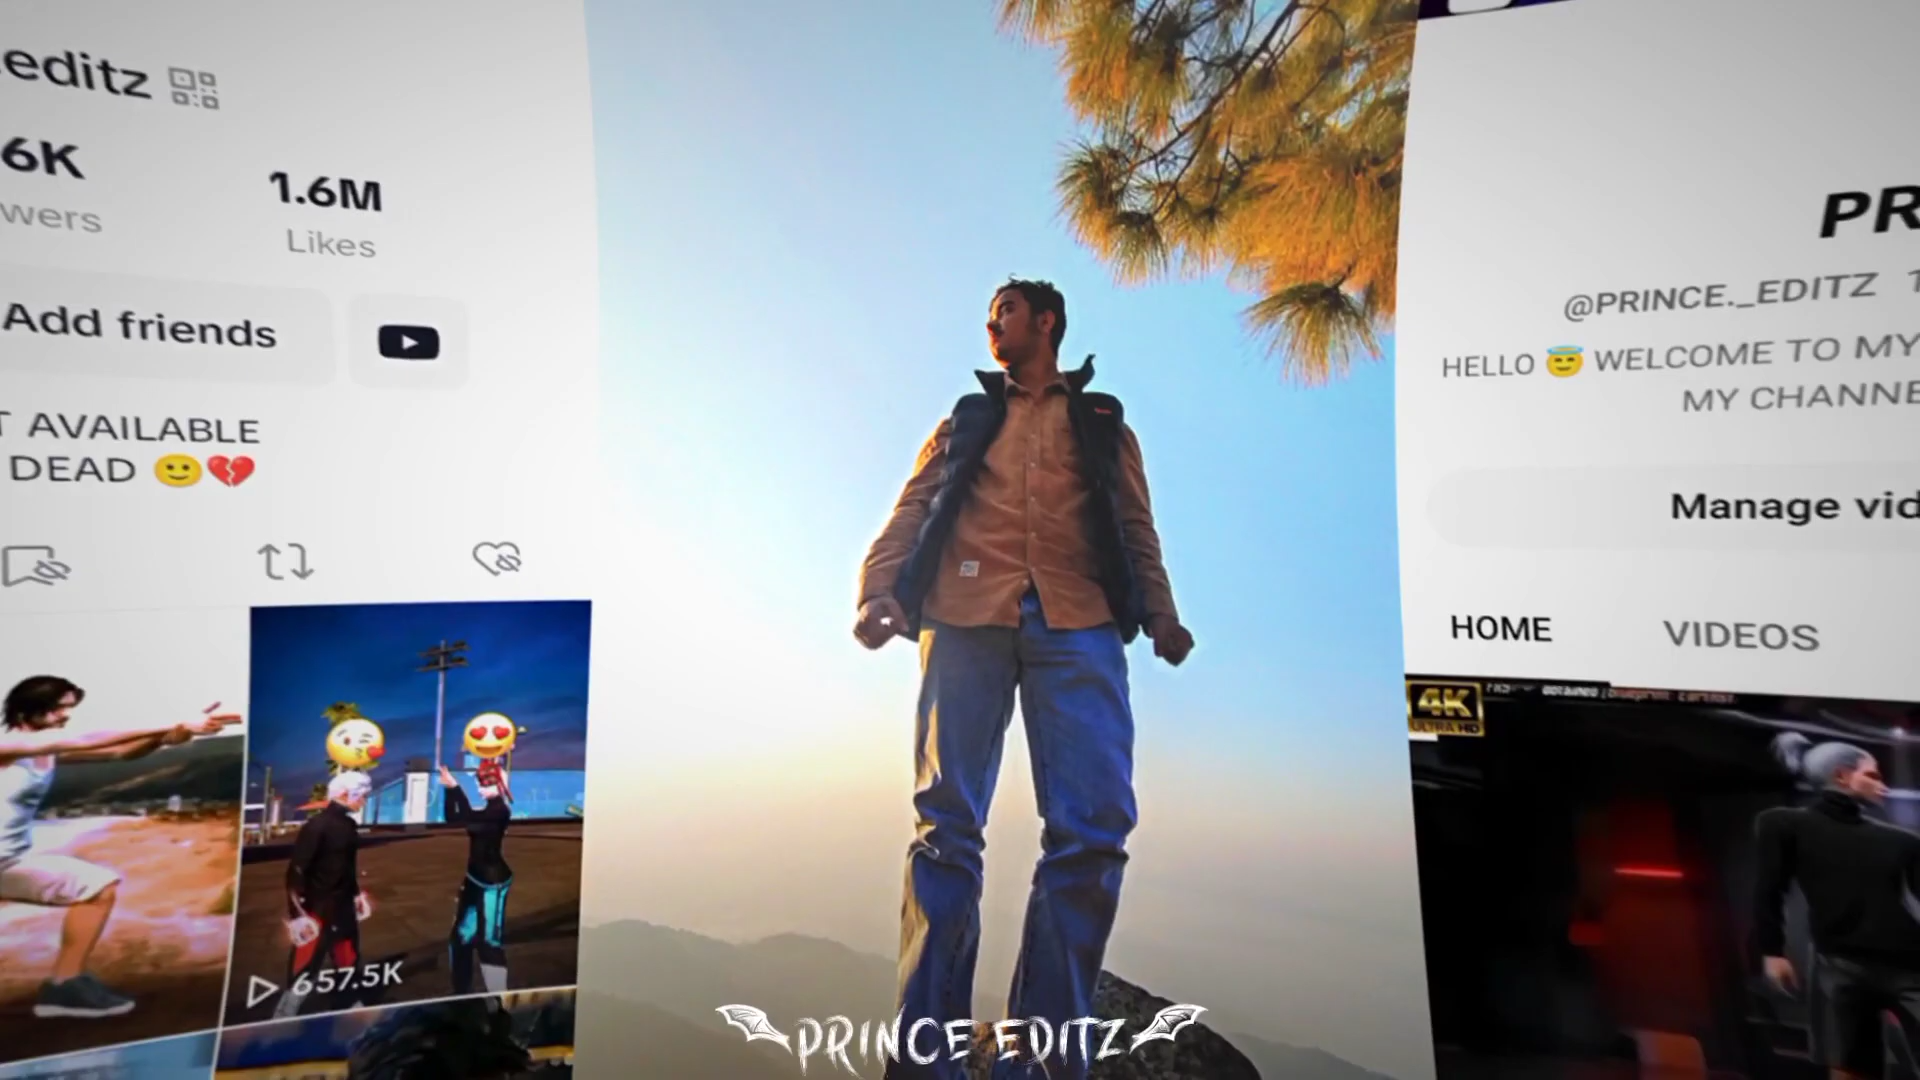 .editz
6K
1.6M
wers
Likes
Add friends
T AVAILABLE
DEAD 🙂💔
657.5K
PRINCE EDITZ
PR
@PRINCE._EDITZ
HELLO 😇 WELCOME TO MY
MY CHANNE
Manage vid
HOME
VIDEOS
4K
ULTRA HD
obtained